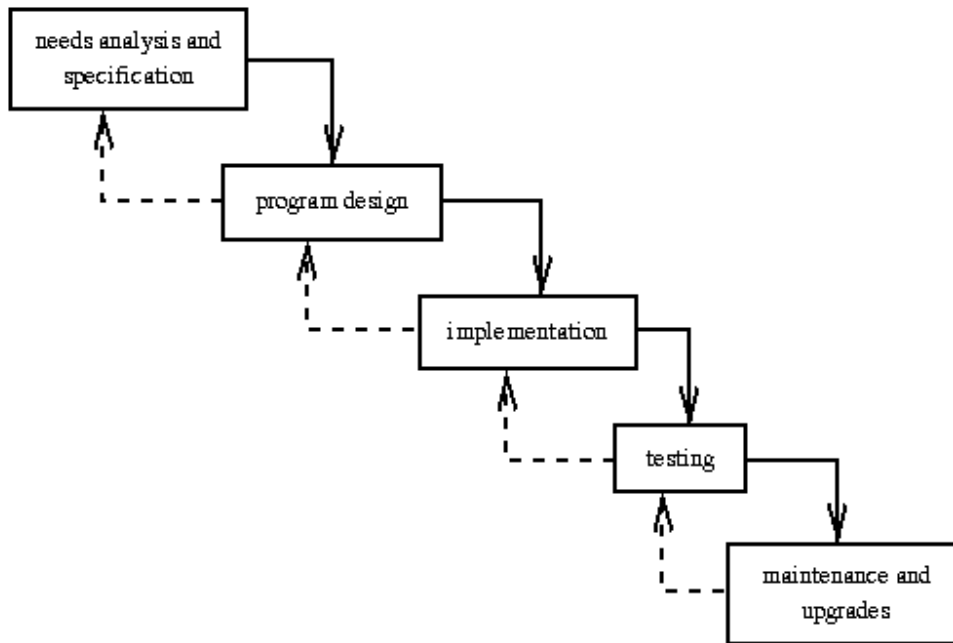 needs analysis and
specification
program design
implementation
testing
maintenance and
upgrades